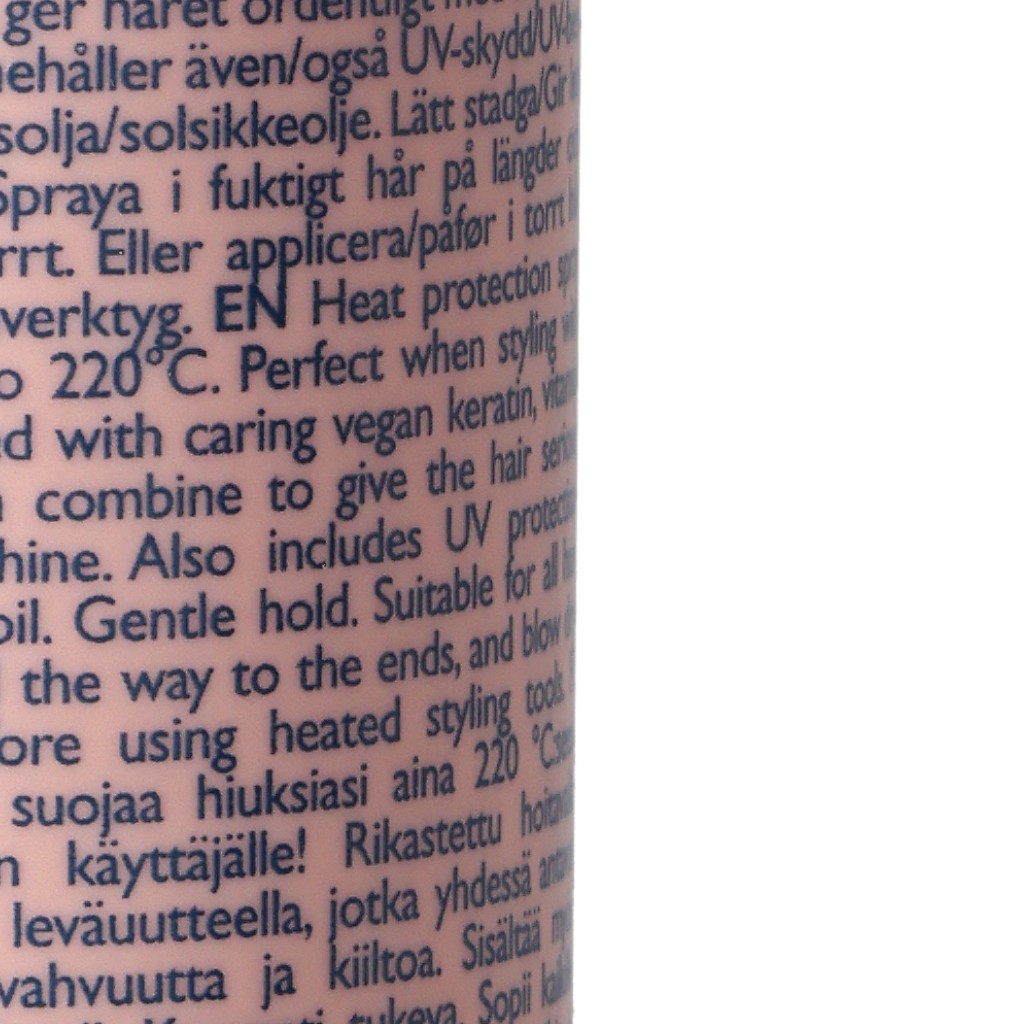 ger håret ordentligt
även/også UV-skydd/UV-
solja/solsikkeolje. Lätt stadga/Gir
Spraya i fuktigt hår på längder
rrt. Eller applicera/påfør i torrt
verktyg. EN Heat protection
o 220°C. Perfect when styling
ed with caring vegan keratin,
combine to give the hair
hine. Also includes UV
oil. Gentle hold. Suitable for all
the way to the ends, and blow
ore using heated styling tools.
suojaa hiuksiasi aina 220 °C:
n käyttäjälle! Rikastettu
leväuutteella, jotka yhdessä
vahvuutta ja kiiltoa. Sisältää
tukeva. Sopii